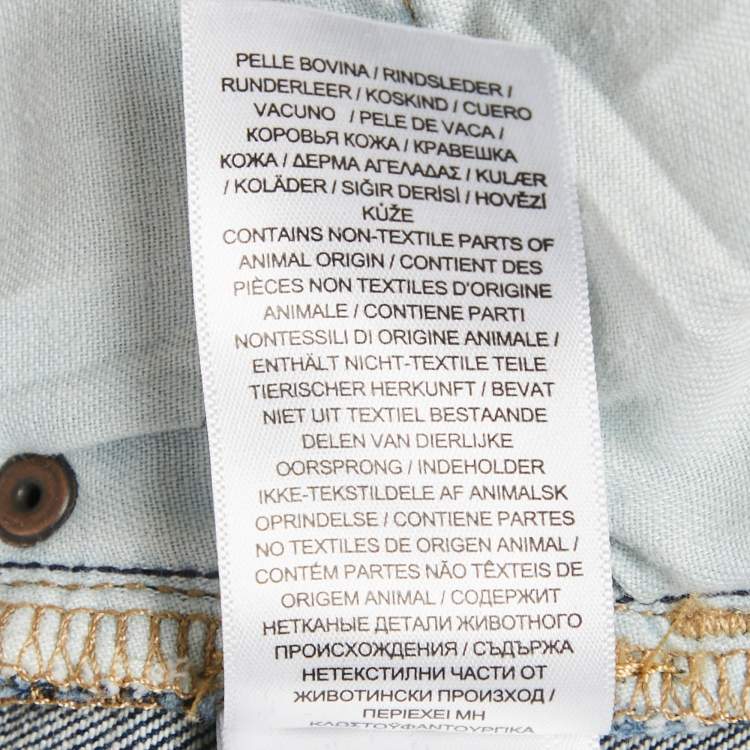 PELLE BOVINA / RINDSLEDER /
RUNDERLEER / KOSKIND / CUERO
VACUNO / PELE DE VACA /
КОРОВЬЯ КОЖА / КРАВЕШКА
КОЖА / ΔΕΡΜΑ ΑΓΕΛΑΔΑΣ / KULÆR
/ KOLÄDER / SIĞIR DERİSİ / HOVĚZÍ
KŮŽE
CONTAINS NON-TEXTILE PARTS OF
ANIMAL ORIGIN / CONTIENT DES
PIÈCES NON TEXTILES D'ORIGINE
ANIMALE / CONTIENE PARTI
NONTESSILI DI ORIGINE ANIMALE /
ENTHÄLT NICHT-TEXTILE TEILE
TIERISCHER HERKUNFT / BEVAT
NIET UIT TEXTIEL BESTAANDE
DELEN VAN DIERLIJKE
OORSPRONG / INDEHOLDER
IKKE-TEKSTILDELE AF ANIMALSK
OPRINDELSE / CONTIENE PARTES
NO TEXTILES DE ORIGEN ANIMAL /
CONTÉM PARTES NÃO TÊXTEIS DE
ORIGEM ANIMAL / СОДЕРЖИТ
НЕТКАНЫЕ ДЕТАЛИ ЖИВОТНОГО
ПРОИСХОЖДЕНИЯ / СЪДЪРЖА
НЕТЕКСТИЛНИ ЧАСТИ ОТ
ЖИВОТИНСКИ ПРОИЗХОД /
ΠΕΡΙΕΧΕΙ ΜΗ